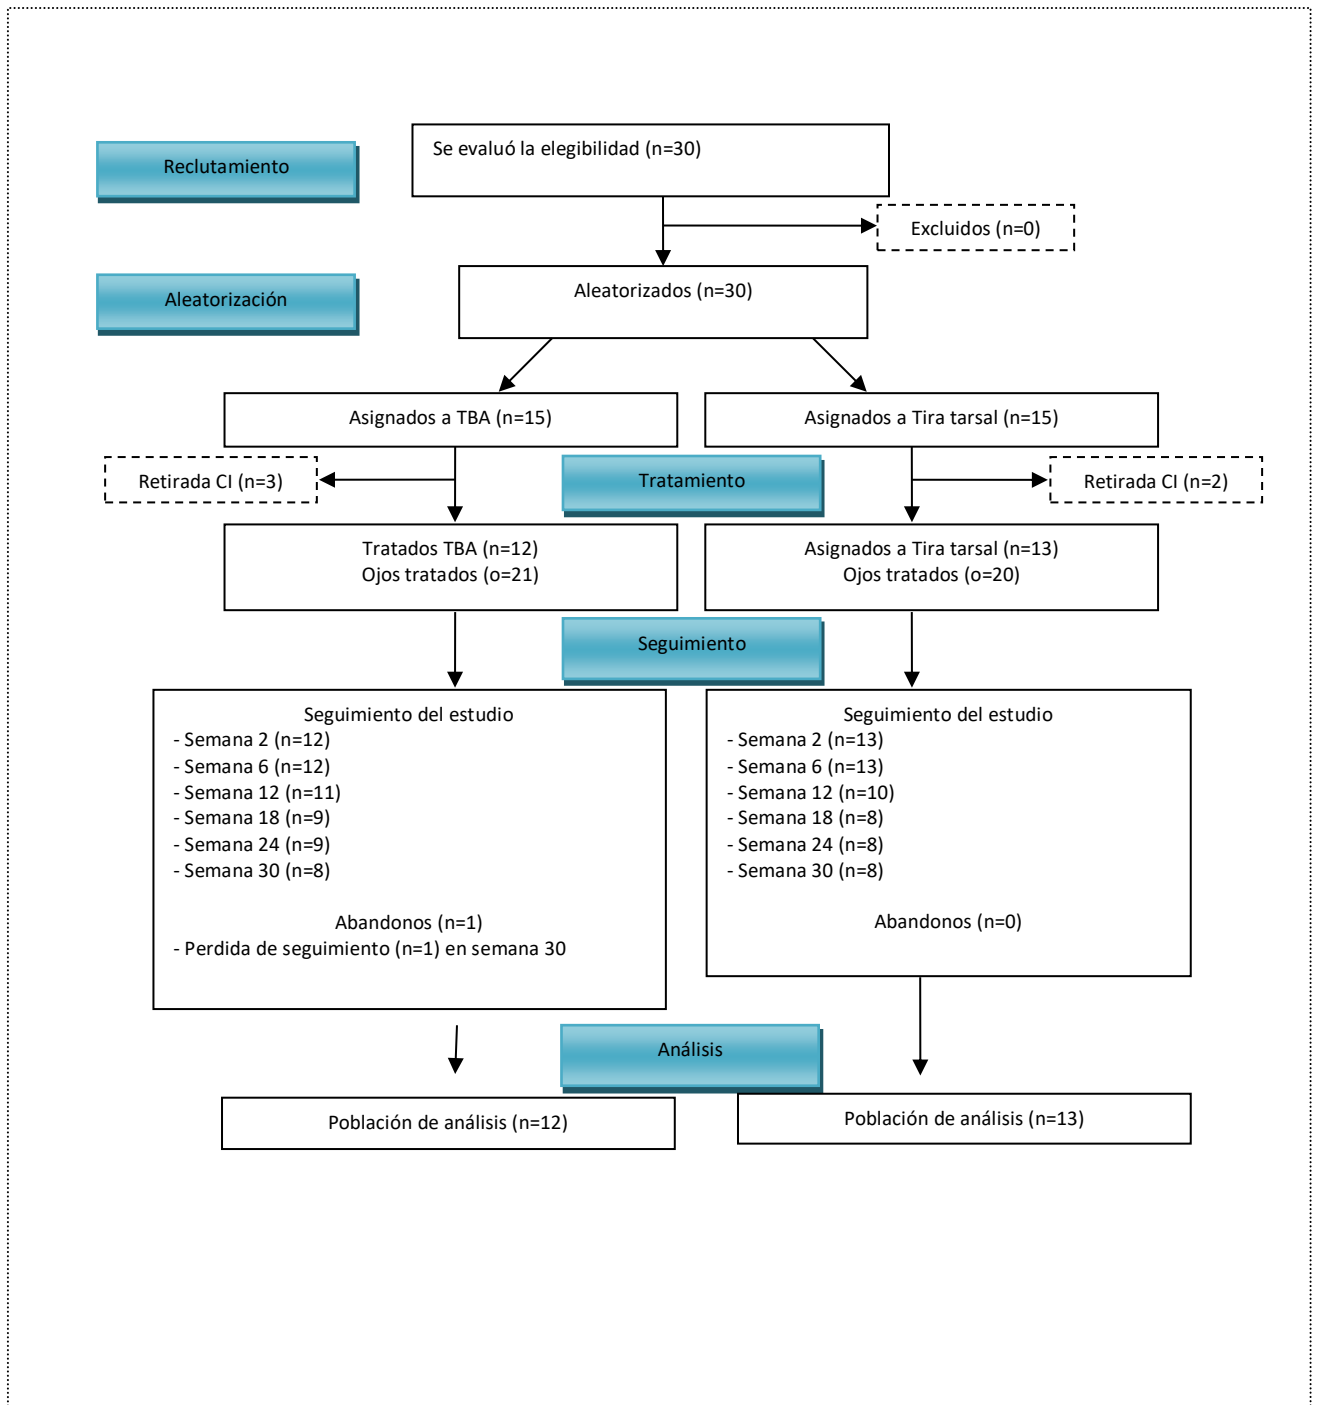 Reclutamiento
Se evaluó la elegibilidad (n=30)
Excluidos (n=0)
Aleatorización
Aleatorizados (n=30)
Asignados a TBA (n=15)
Asignados a Tira tarsal (n=15)
Retirada CI (n=3)
Tratamiento
Retirada CI (n=2)
Tratados TBA (n=12)
Ojos tratados (o=21)
Asignados a Tira tarsal (n=13)
Ojos tratados (o=20)
Seguimiento
Seguimiento del estudio
- Semana 2 (n=12)
- Semana 6 (n=12)
- Semana 12 (n=11)
- Semana 18 (n=9)
- Semana 24 (n=9)
- Semana 30 (n=8)
Abandonos (n=1)
- Perdida de seguimiento (n=1) en semana 30
Seguimiento del estudio
- Semana 2 (n=13)
- Semana 6 (n=13)
- Semana 12 (n=10)
- Semana 18 (n=8)
- Semana 24 (n=8)
- Semana 30 (n=8)
Abandonos (n=0)
Análisis
Población de análisis (n=12)
Población de análisis (n=13)